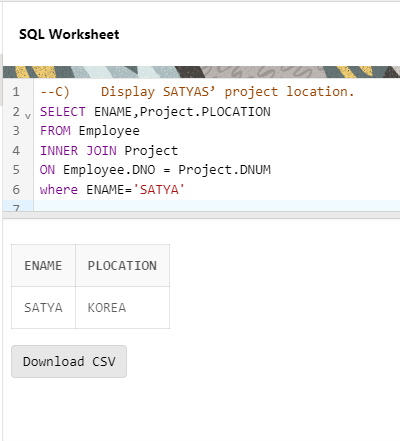 SQL Worksheet
1 --C)    Display SATYAS’ project location.
2 SELECT ENAME,Project.PLOCATION
3 FROM Employee
4 INNER JOIN Project
5 ON Employee.DNO = Project.DNUM
6 where ENAME='SATYA'
7
ENAME PLOCATION
SATYA KOREA
Download CSV